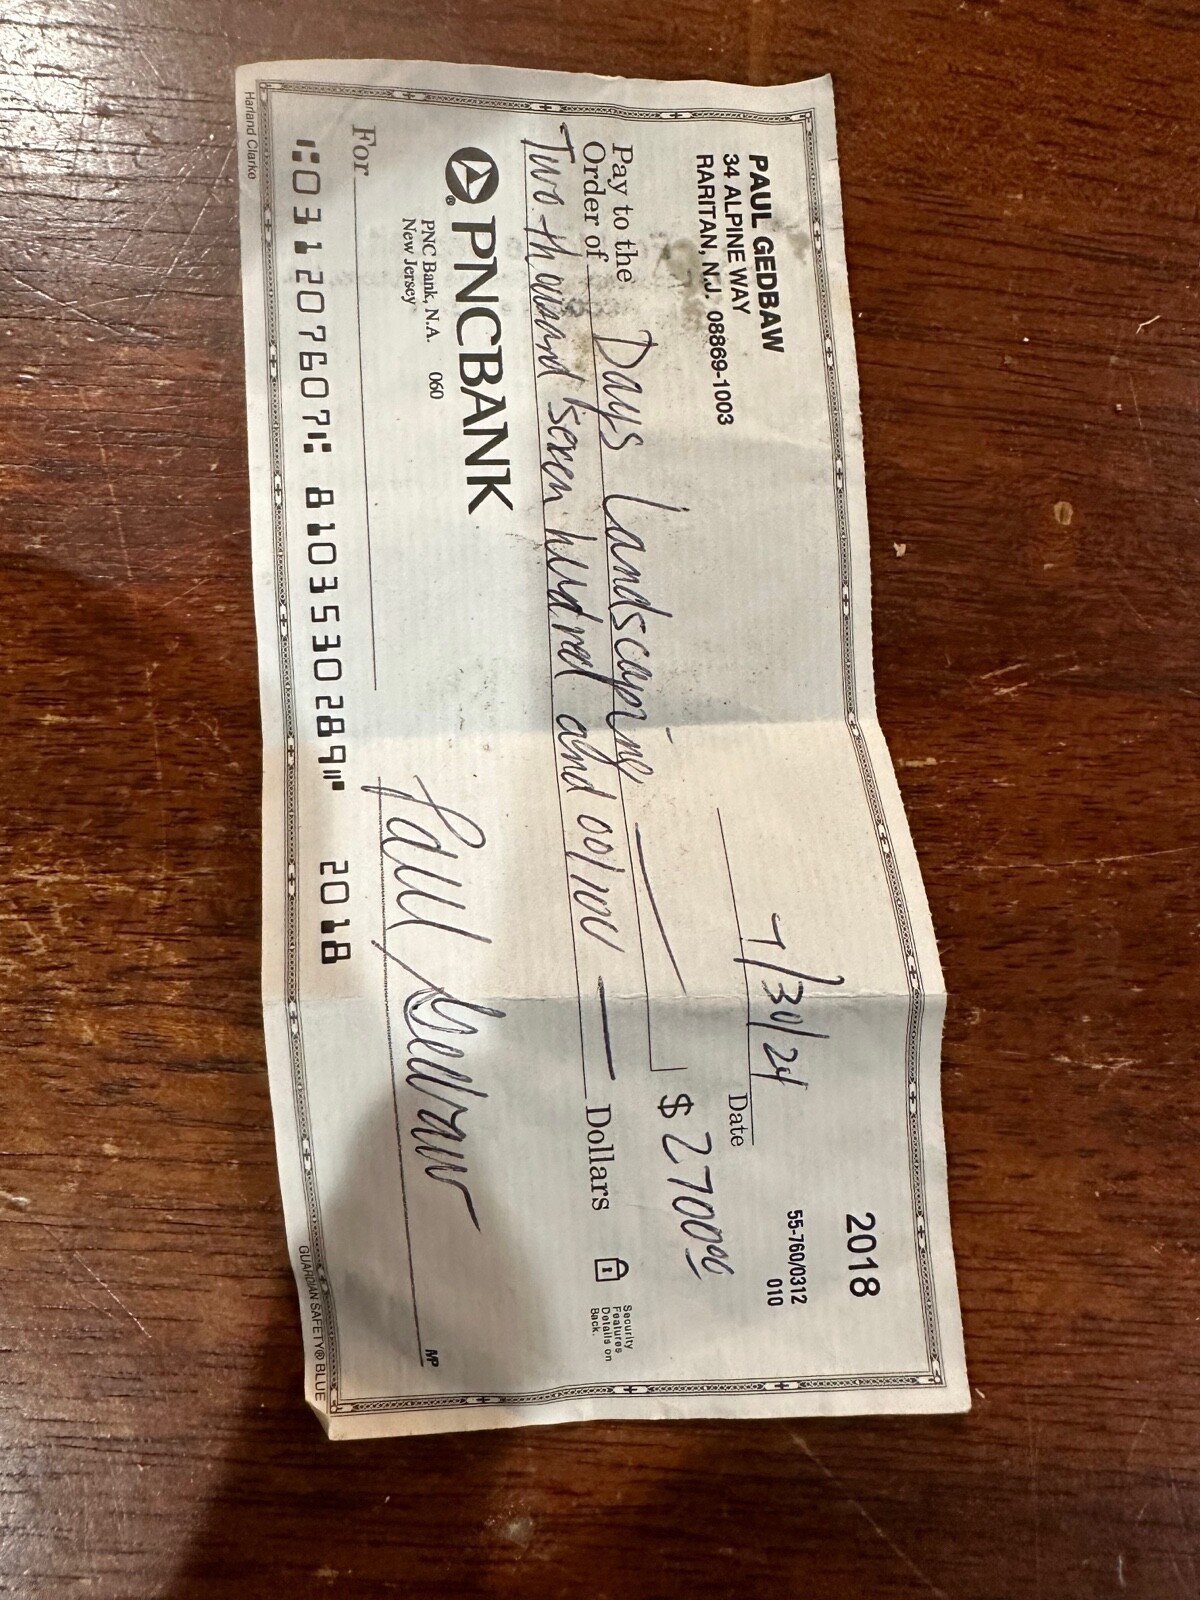 PAUL GEDBAW
34 ALPINE WAY
RARITAN, N.J. 08869-1003
2018
55-760/0312
010
7/30/24 Date
Pay to the
Order of Days Landscaping $ 2700.00
Two thousand seven hundred and 00/100 Dollars
Security
Features
Details on
Back.
PNCBANK
PNC Bank, N.A. 060
New Jersey
For Paul Gedbaw
MP
⑆031207607⑆ 8103530289⑈ 2018
Harland Clarke
GUARDIAN SAFETY® BLUE